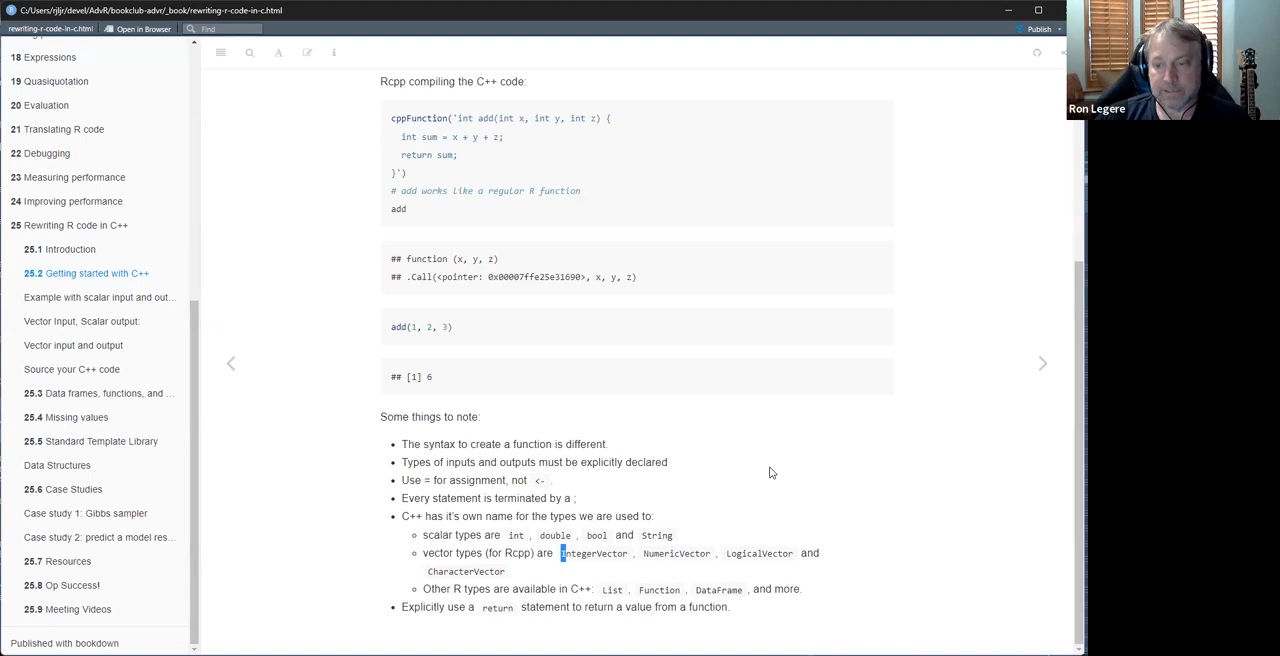 C:/Users/rjljr/devel/AdvR/bookclub-advr/_book/rewriting-r-code-in-c.html
rewriting-r-code-in-c.html
Open in Browser
Find
Publish
18 Expressions
19 Quasiquotation
20 Evaluation
21 Translating R code
22 Debugging
23 Measuring performance
24 Improving performance
25 Rewriting R code in C++
25.1 Introduction
25.2 Getting started with C++
Example with scalar input and out...
Vector Input, Scalar output:
Vector input and output
Source your C++ code
25.3 Data frames, functions, and ...
25.4 Missing values
25.5 Standard Template Library
Data Structures
25.6 Case Studies
Case study 1: Gibbs sampler
Case study 2: predict a model res...
25.7 Resources
25.8 Op Success!
25.9 Meeting Videos
Published with bookdown
Rcpp compiling the C++ code:
cppFunction('int add(int x, int y, int z) {
int sum = x + y + z;
return sum;
}')
# add works like a regular R function
add
## function (x, y, z)
## .Call(<pointer: 0x00007ffe25e31690>, x, y, z)
add(1, 2, 3)
## [1] 6
Some things to note:
• The syntax to create a function is different.
• Types of inputs and outputs must be explicitly declared
• Use = for assignment, not <- .
• Every statement is terminated by a ;
• C++ has it's own name for the types we are used to:
○ scalar types are int , double , bool and String
○ vector types (for Rcpp) are IntegerVector , NumericVector , LogicalVector and
CharacterVector
○ Other R types are available in C++: List , Function , DataFrame , and more.
• Explicitly use a return statement to return a value from a function.
Ron Legere